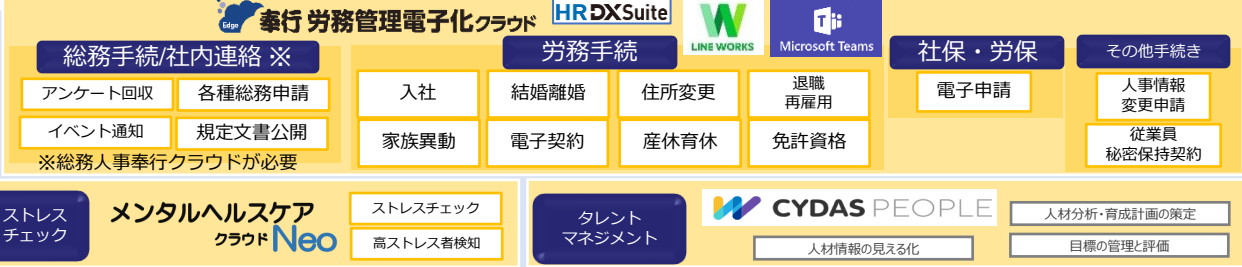 Edge 奉行 労務管理電子化クラウド
HR DX Suite
LINE WORKS
Microsoft Teams
総務手続/社内連絡 ※
アンケート回収
各種総務申請
イベント通知
規定文書公開
※総務人事奉行クラウドが必要
労務手続
入社
結婚離婚
住所変更
退職
再雇用
家族異動
電子契約
産休育休
免許資格
社保・労保
電子申請
その他手続き
人事情報
変更申請
従業員
秘密保持契約
ストレス
チェック
メンタルヘルスケア
クラウド Neo
ストレスチェック
高ストレス者検知
タレント
マネジメント
CYDAS PEOPLE
人材情報の見える化
人材分析・育成計画の策定
目標の管理と評価